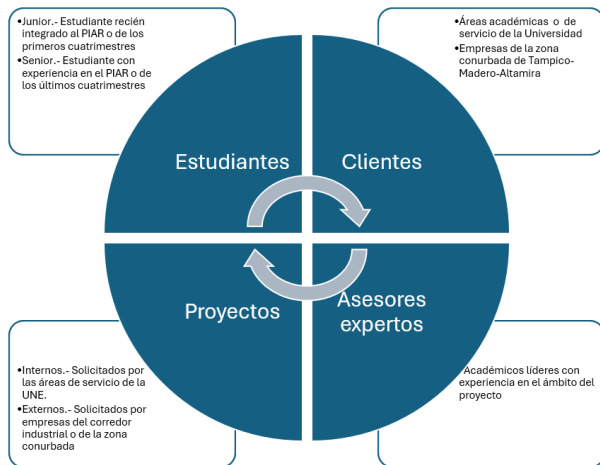 •Junior.- Estudiante recién
integrado al PIAR o de los
primeros cuatrimestres
•Senior.- Estudiante con
experiencia en el PIAR o de
los últimos cuatrimestres
•Áreas académicas o de
servicio de la Universidad
•Empresas de la zona
conurbada de Tampico-
Madero-Altamira
Estudiantes
Clientes
Proyectos
Asesores
expertos
•Internos.- Solicitados por
las áreas de servicio de la
UNE.
•Externos.- Solicitados por
empresas del corredor
industrial o de la zona
conurbada
Académicos líderes con
experiencia en el ámbito del
proyecto